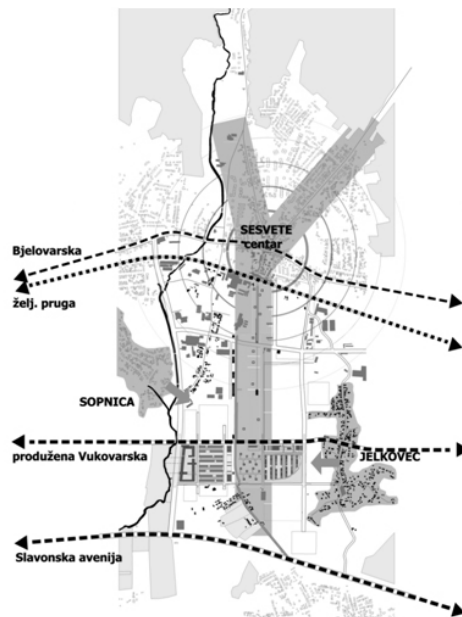 SESVETE
centar
Bjelovarska
želj. pruga
SOPNICA
produžena Vukovarska
JELKOVEC
Slavonska avenija